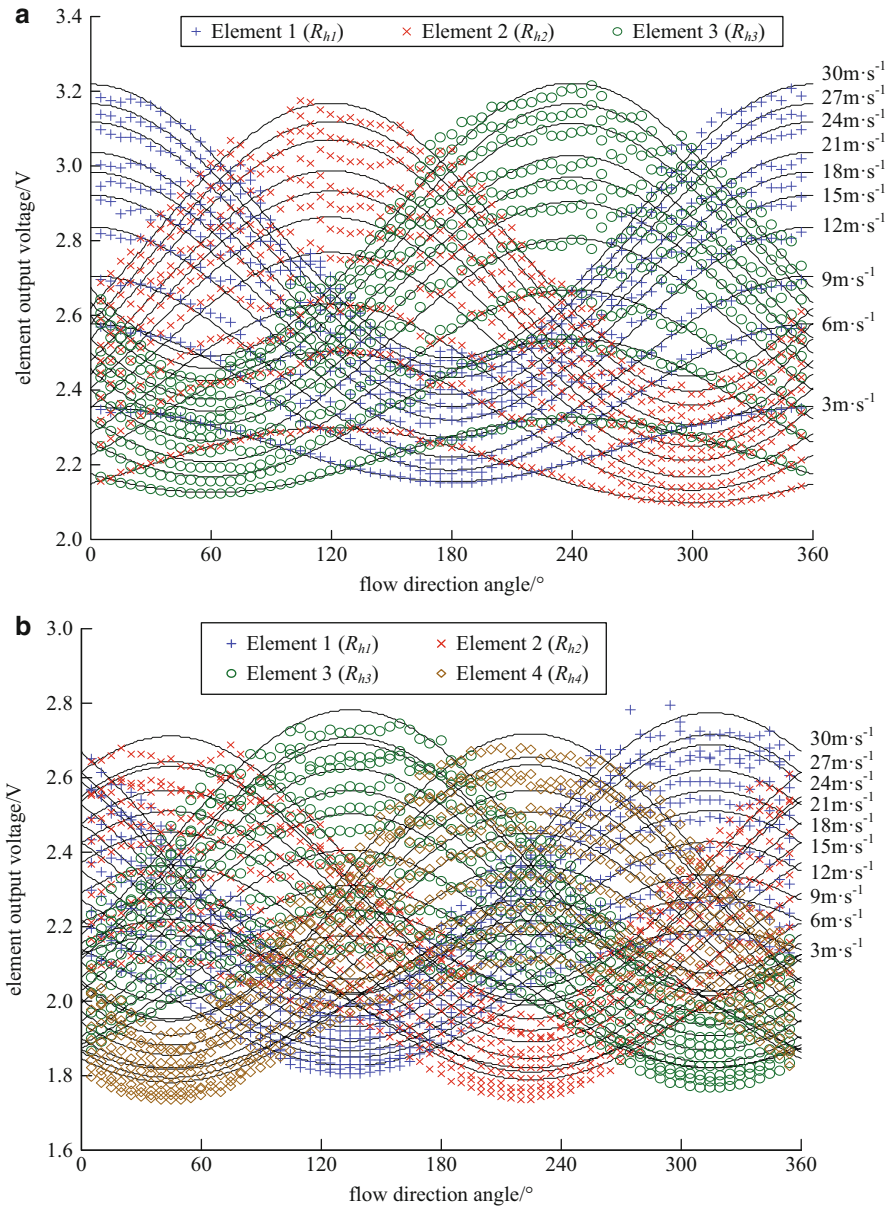 a
+ Element 1 (Rh1) × Element 2 (Rh2) ○ Element 3 (Rh3)
3.4
3.2
3.0
2.8
2.6
2.4
2.2
2.0
element output voltage/V
30m·s-1
27m·s-1
24m·s-1
21m·s-1
18m·s-1
15m·s-1
12m·s-1
9m·s-1
6m·s-1
3m·s-1
0 60 120 180 240 300 360
flow direction angle/°
b
+ Element 1 (Rh1) × Element 2 (Rh2)
○ Element 3 (Rh3) ◇ Element 4 (Rh4)
3.0
2.8
2.6
2.4
2.2
2.0
1.8
1.6
element output voltage/V
30m·s-1
27m·s-1
24m·s-1
21m·s-1
18m·s-1
15m·s-1
12m·s-1
9m·s-1
6m·s-1
3m·s-1
0 60 120 180 240 300 360
flow direction angle/°